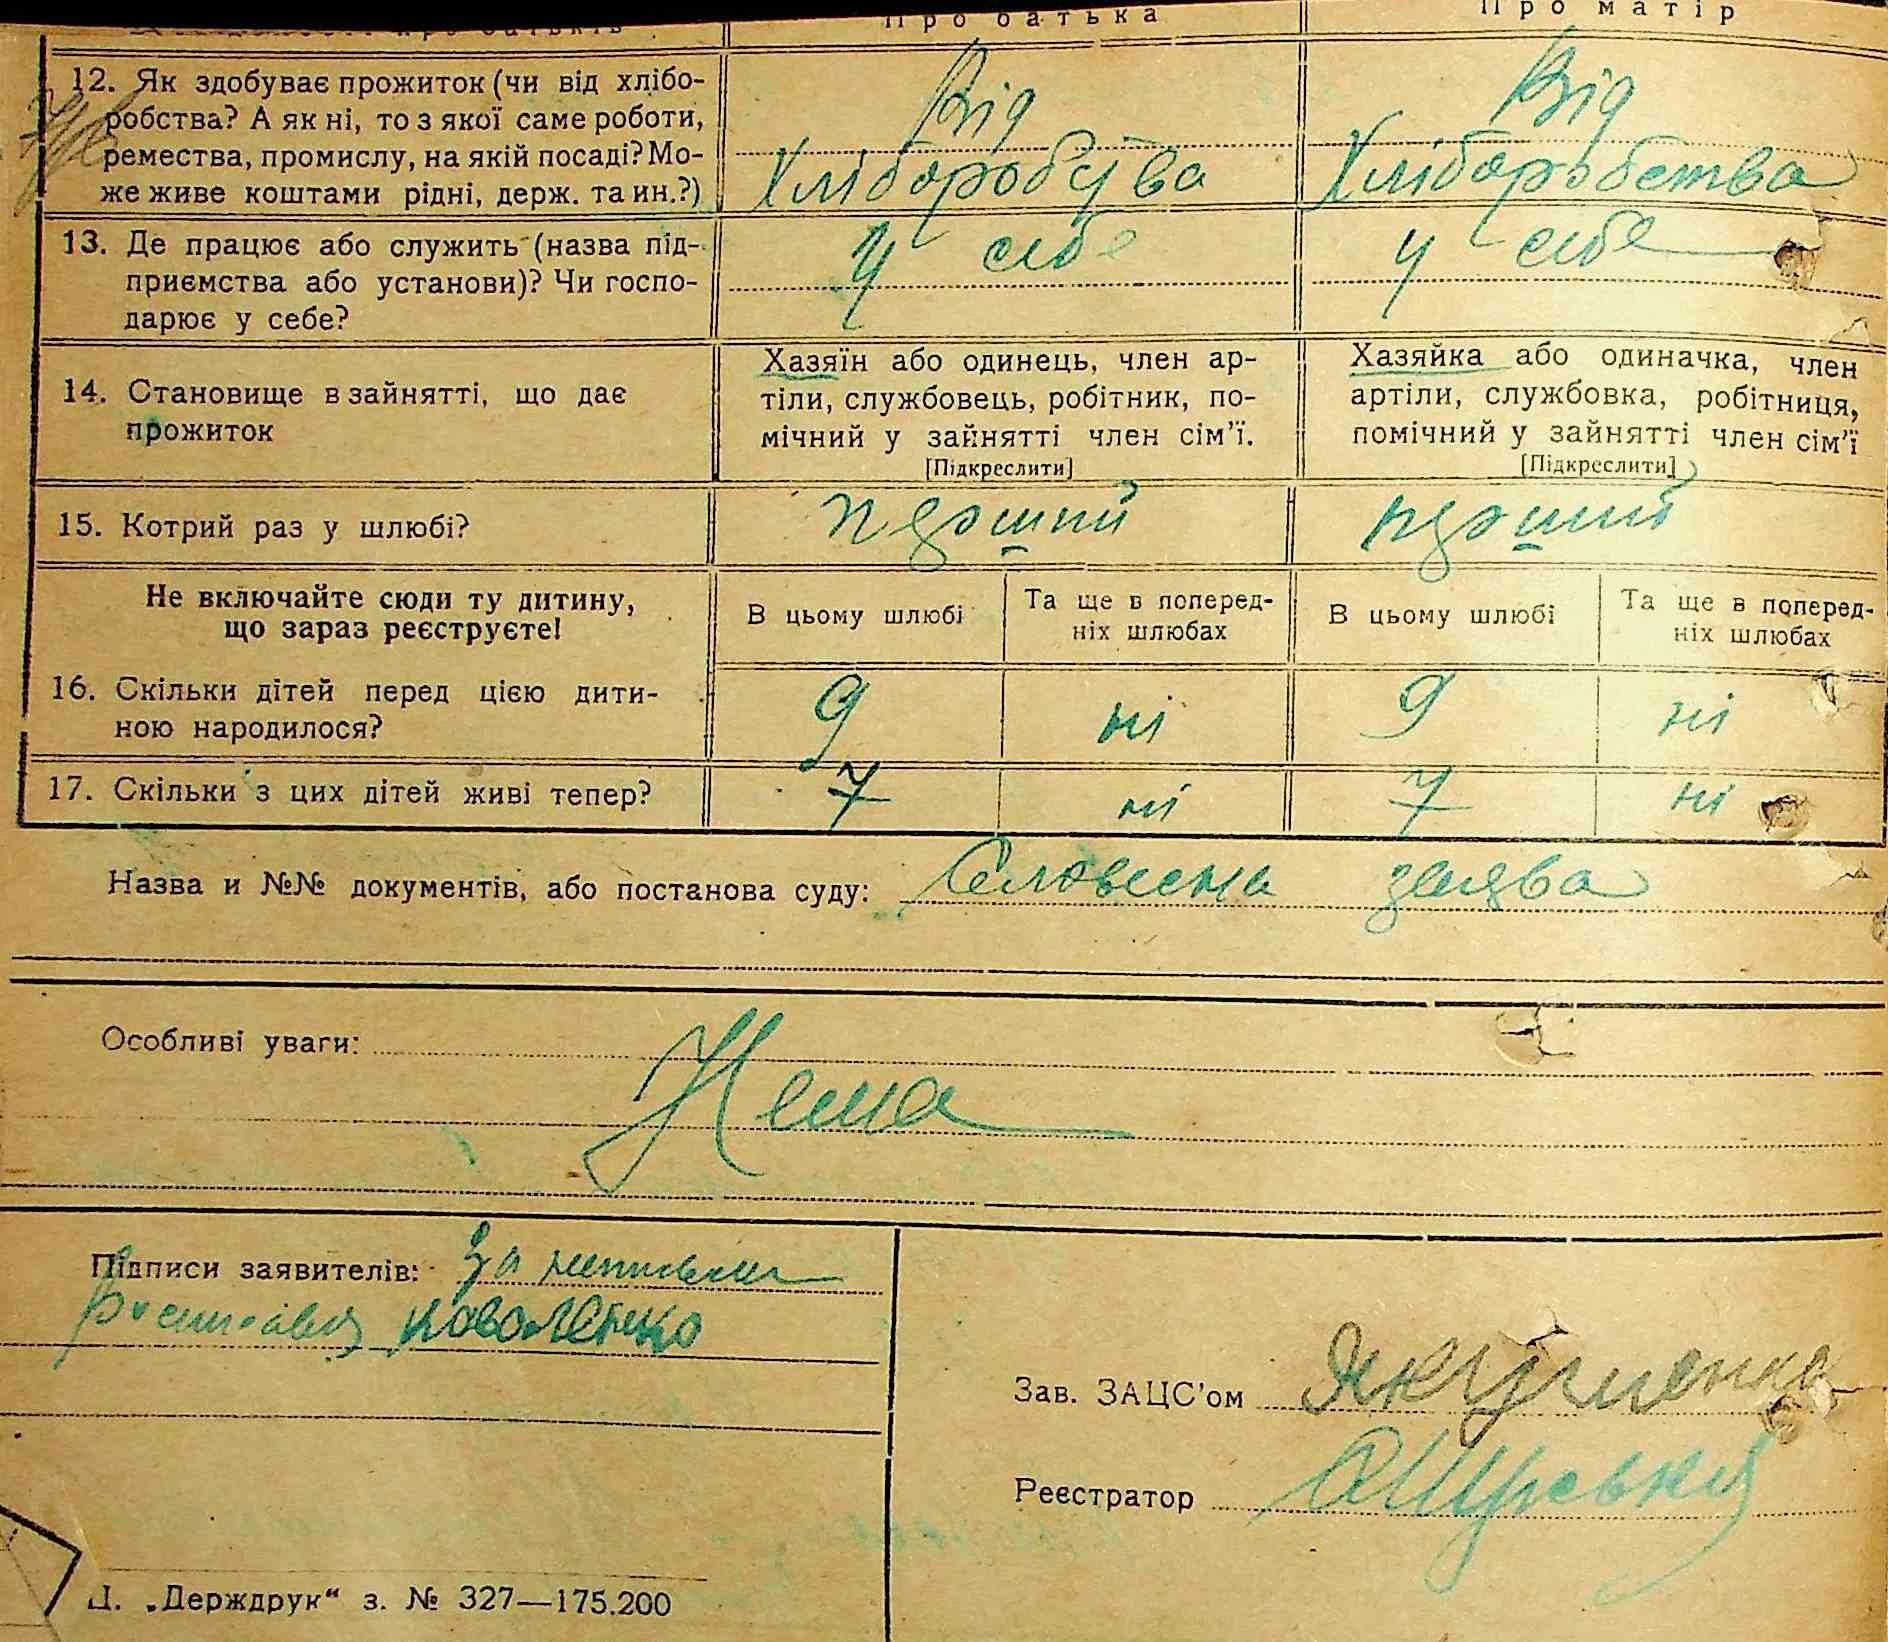 Про батька Про матір
12. Як здобуває прожиток (чи від хлібо-
робства? А як ні, то з якої саме роботи,
ремества, промислу, на якій посаді? Мо-
же живе коштами рідні, держ. та ин.?)
Від
Хліборобства
Від
Хліборобства
13. Де працює або служить (назва під-
приємства або установи)? Чи госпо-
дарює у себе?
у себе
у себе
14. Становище в зайнятті, що дає
прожиток
Хазяїн або одинець, член ар-
тіли, службовець, робітник, по-
мічний у зайнятті член сім'ї.
[Підкреслити]
Хазяйка або одиначка, член
артіли, службовка, робітниця,
помічний у зайнятті член сім'ї
[Підкреслити]
15. Котрий раз у шлюбі?
перший
перший
Не включайте сюди ту дитину,
що зараз реєструєте!
В цьому шлюбі
Та ще в поперед-
ніх шлюбах
В цьому шлюбі
Та ще в поперед-
ніх шлюбах
16. Скільки дітей перед цією дити-
ною народилося?
9 ні 9 ні
17. Скільки з цих дітей живі тепер? 7 ні 7 ні
Назва и №№ документів, або постанова суду: Словесна заява
Особливі уваги:
Нема
Підписи заявителів: За
Коваленко
Зав. ЗАЦС'ом Якименко
Реєстратор
Д. „Держдрук“ з. № 327—175.200